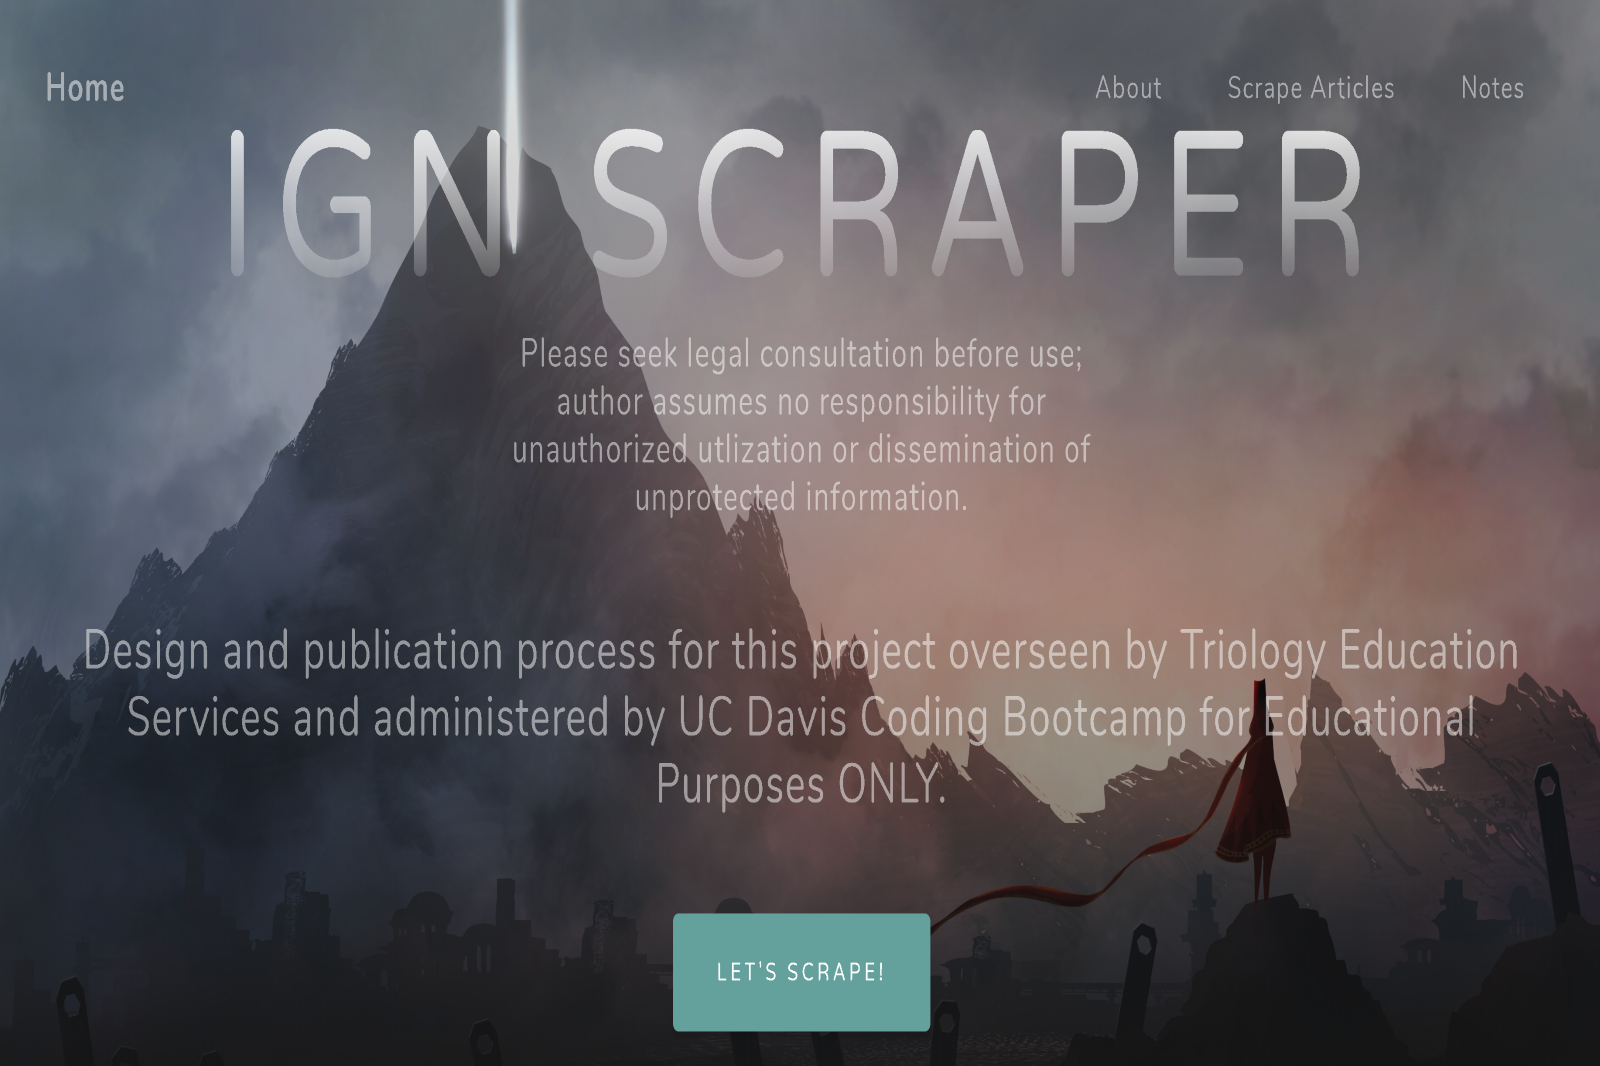 Home
About
Scrape Articles
Notes
IGN SCRAPER
Please seek legal consultation before use;
author assumes no responsibility for
unauthorized utlization or dissemination of
unprotected information.
Design and publication process for this project overseen by Triology Education
Services and administered by UC Davis Coding Bootcamp for Educational
Purposes ONLY.
LET'S SCRAPE!